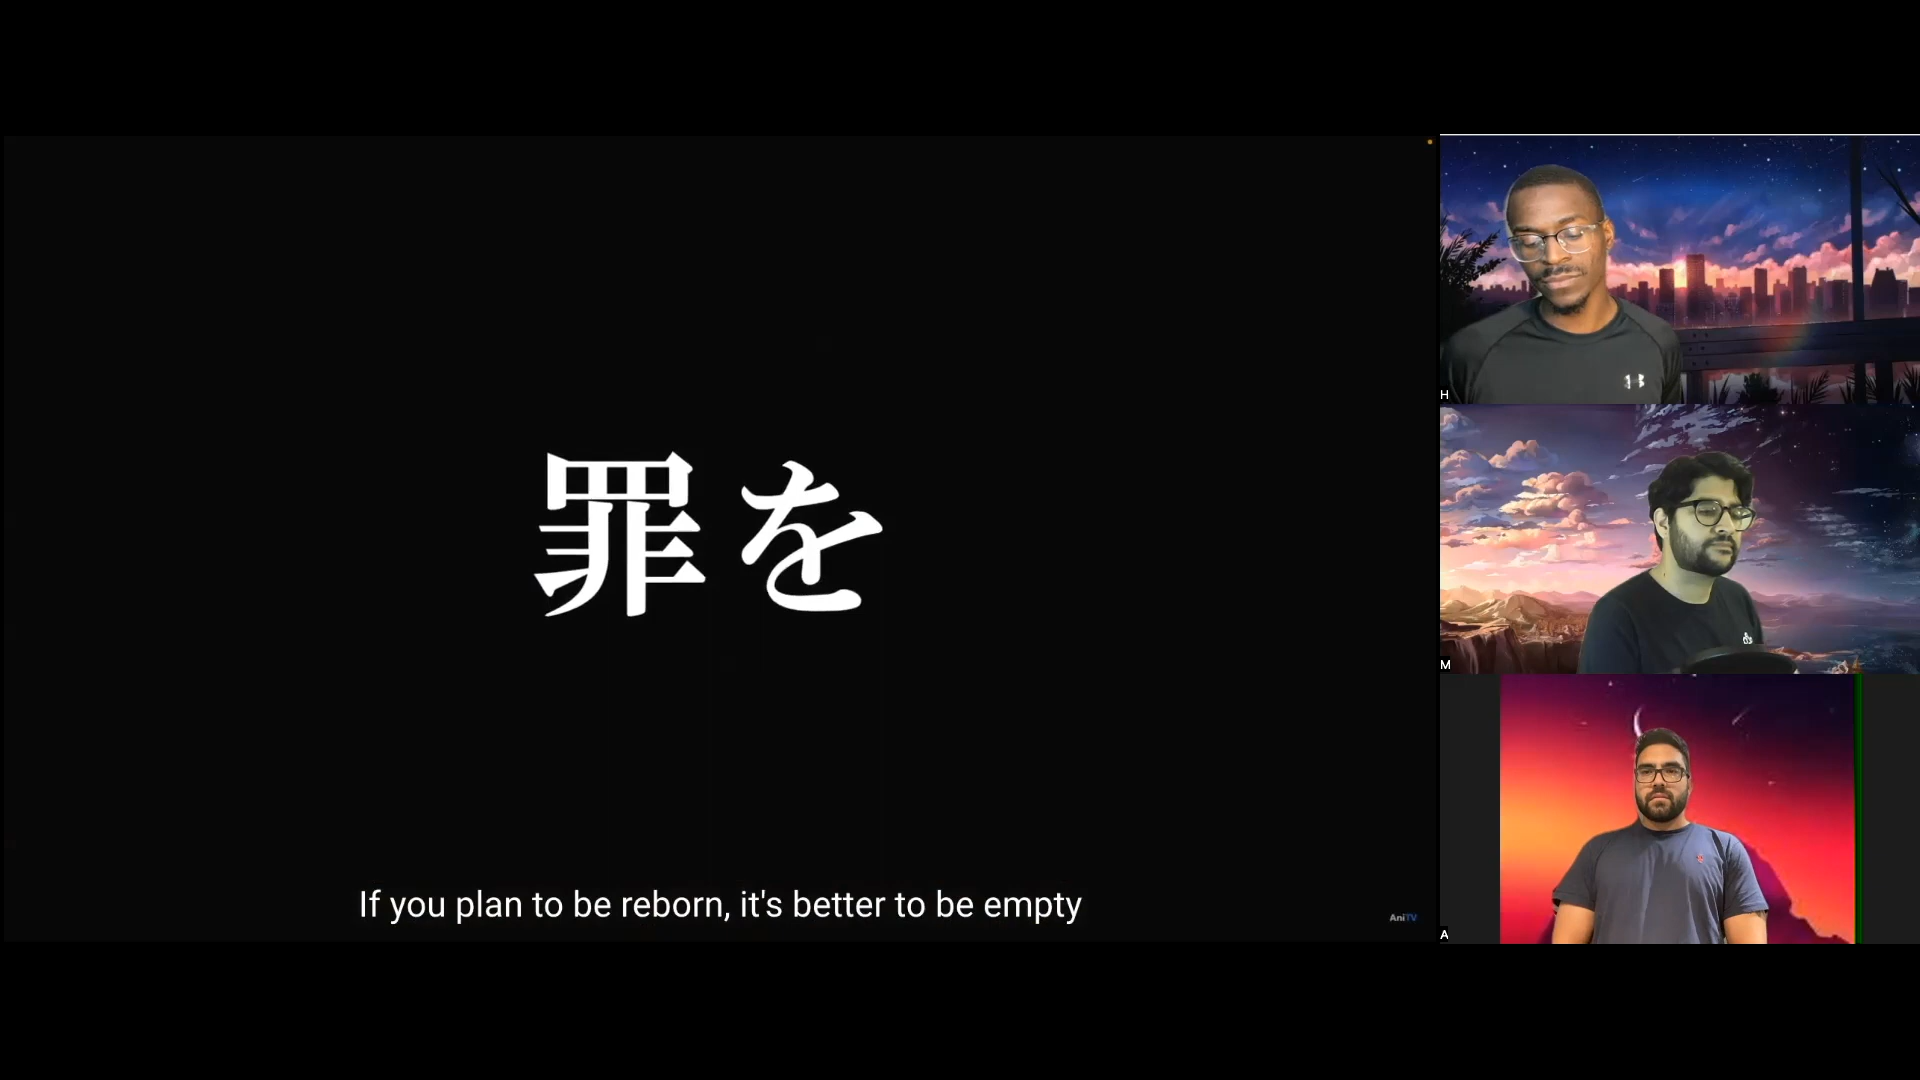 罪を
If you plan to be reborn, it's better to be empty
AniTV
H
M
A